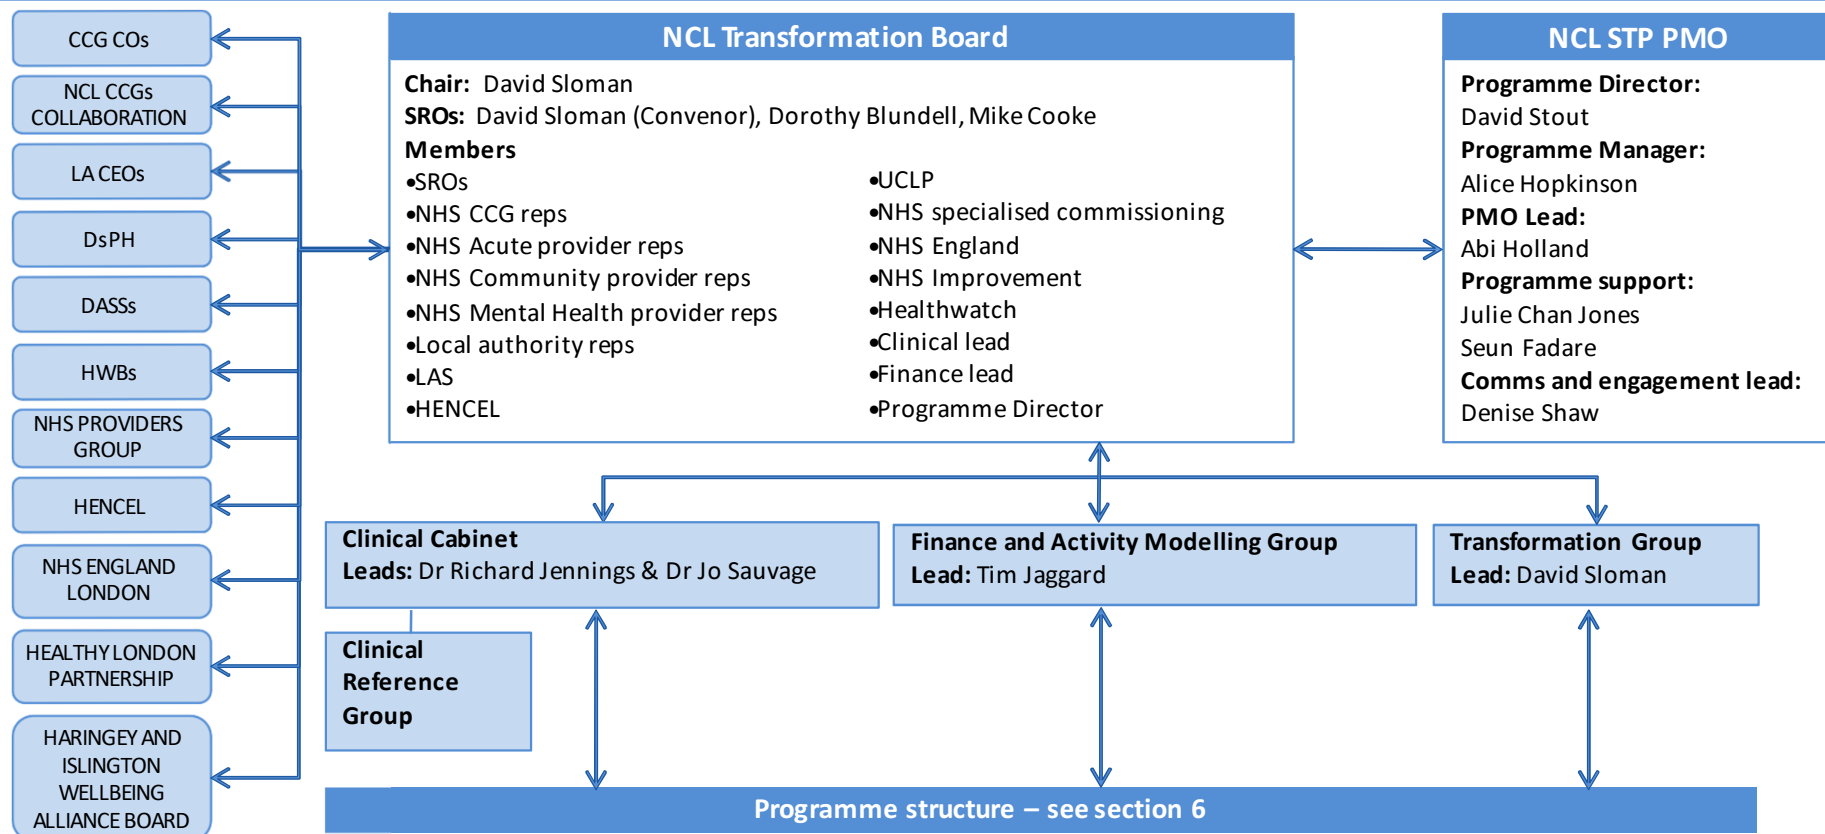 CCG COs
NCL CCGs
COLLABORATION
LA CEOs
DsPH
DASSs
HWBs
NHS PROVIDERS
GROUP
HENCEL
NHS ENGLAND
LONDON
HEALTHY LONDON
PARTNERSHIP
HARINGEY AND
ISLINGTON
WELLBEING
ALLIANCE BOARD
NCL Transformation Board
Chair: David Sloman
SROs: David Sloman (Convenor), Dorothy Blundell, Mike Cooke
Members
•SROs
•NHS CCG reps
•NHS Acute provider reps
•NHS Community provider reps
•NHS Mental Health provider reps
•Local authority reps
•LAS
•HENCEL
•UCLP
•NHS specialised commissioning
•NHS England
•NHS Improvement
•Healthwatch
•Clinical lead
•Finance lead
•Programme Director
NCL STP PMO
Programme Director:
David Stout
Programme Manager:
Alice Hopkinson
PMO Lead:
Abi Holland
Programme support:
Julie Chan Jones
Seun Fadare
Comms and engagement lead:
Denise Shaw
Clinical Cabinet
Leads: Dr Richard Jennings & Dr Jo Sauvage
Clinical
Reference
Group
Finance and Activity Modelling Group
Lead: Tim Jaggard
Transformation Group
Lead: David Sloman
Programme structure – see section 6